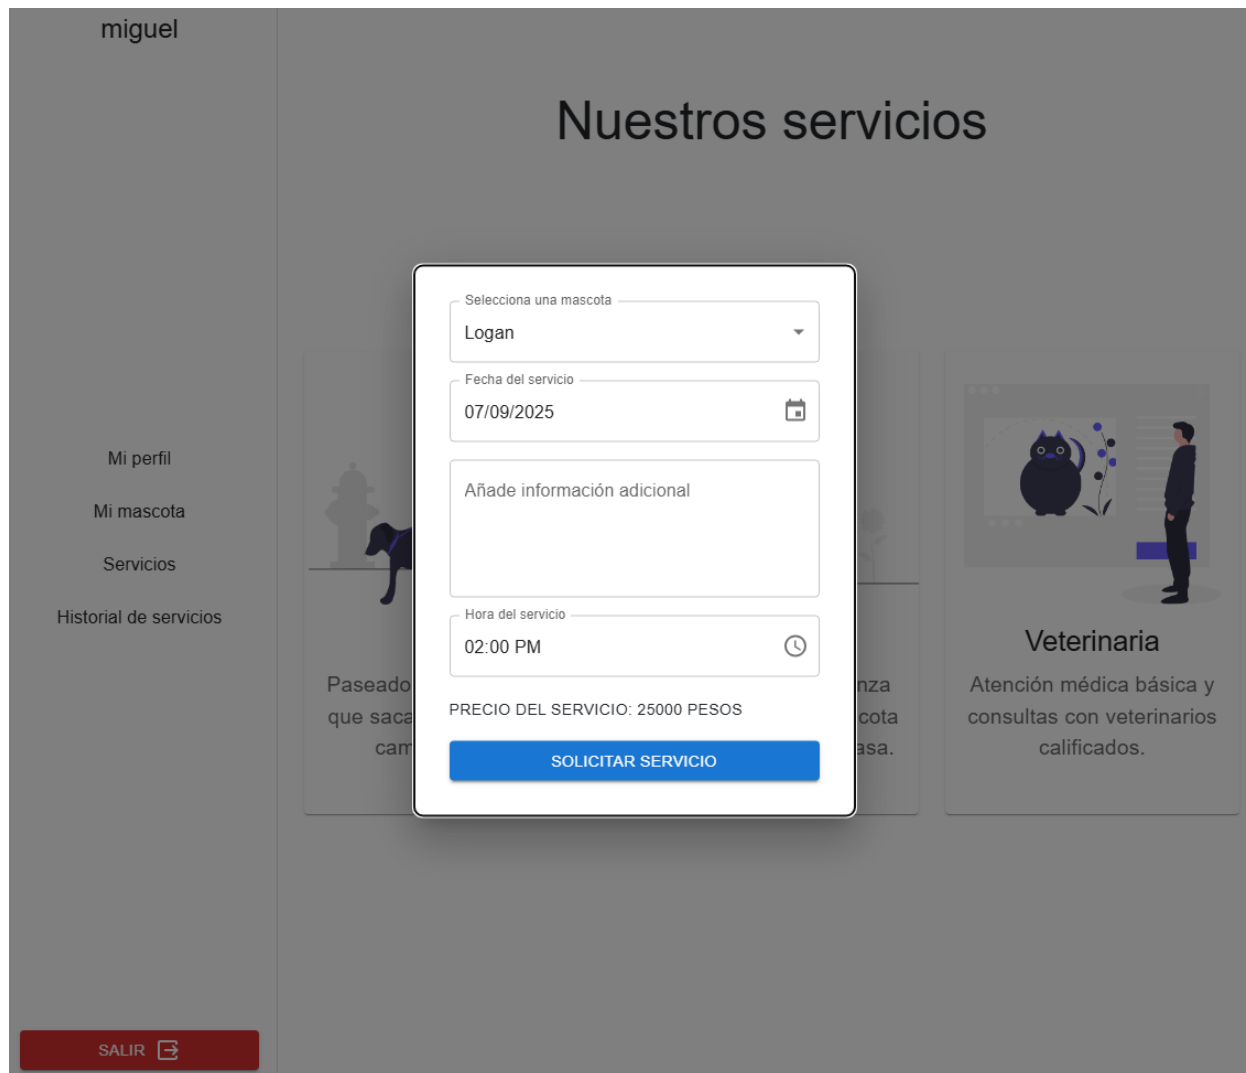 miguel
Nuestros servicios
Selecciona una mascota
Logan
Fecha del servicio
07/09/2025
Añade información adicional
Hora del servicio
02:00 PM
PRECIO DEL SERVICIO: 25000 PESOS
SOLICITAR SERVICIO
Mi perfil
Mi mascota
Servicios
Historial de servicios
que saca
Veterinaria
Atención médica básica y
consultas con veterinarios
calificados.
SALIR